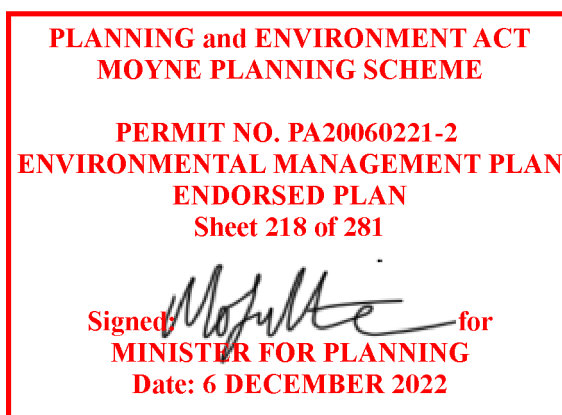 PLANNING and ENVIRONMENT ACT
MOYNE PLANNING SCHEME
PERMIT NO. PA20060221-2
ENVIRONMENTAL MANAGEMENT PLAN
ENDORSED PLAN
Sheet 218 of 281
Signed: for
MINISTER FOR PLANNING
Date: 6 DECEMBER 2022